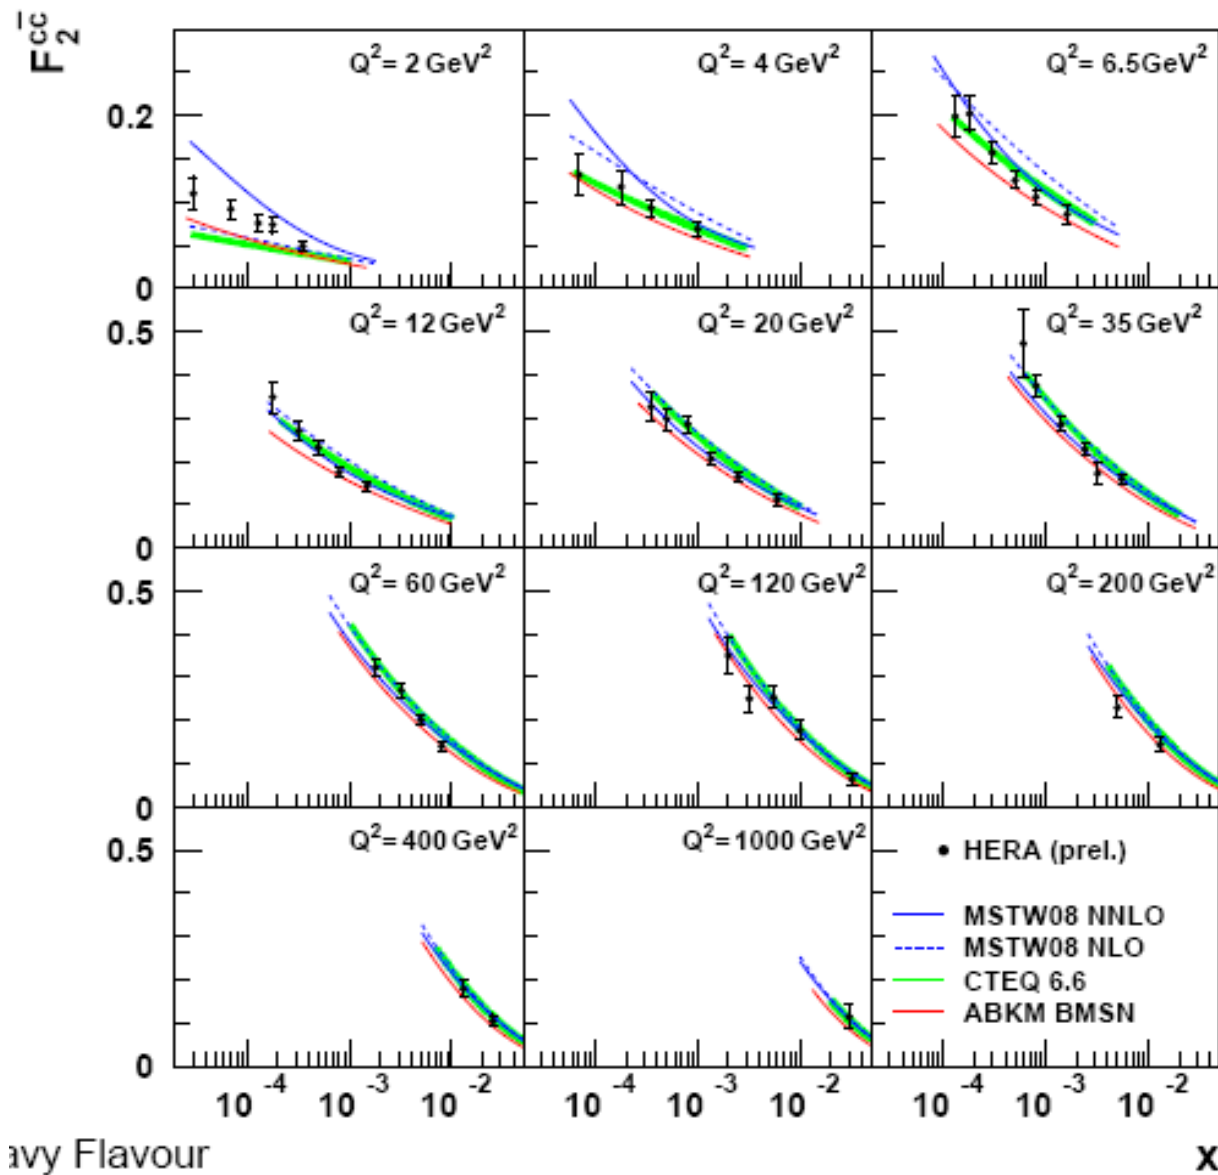 F₂^cc̄
Q²= 2 GeV²
Q²= 4 GeV²
Q²= 6.5GeV²
0.2
0
Q²= 12 GeV²
Q²= 20 GeV²
Q²= 35 GeV²
0.5
0
Q²= 60 GeV²
Q²= 120 GeV²
Q²= 200 GeV²
0.5
0
Q²= 400 GeV²
Q²= 1000 GeV²
0.5
HERA (prel.)
MSTW08 NNLO
MSTW08 NLO
CTEQ 6.6
ABKM BMSN
0
10⁻⁴ 10⁻³ 10⁻² 10⁻⁴ 10⁻³ 10⁻² 10⁻⁴ 10⁻³ 10⁻²
avy Flavour
x